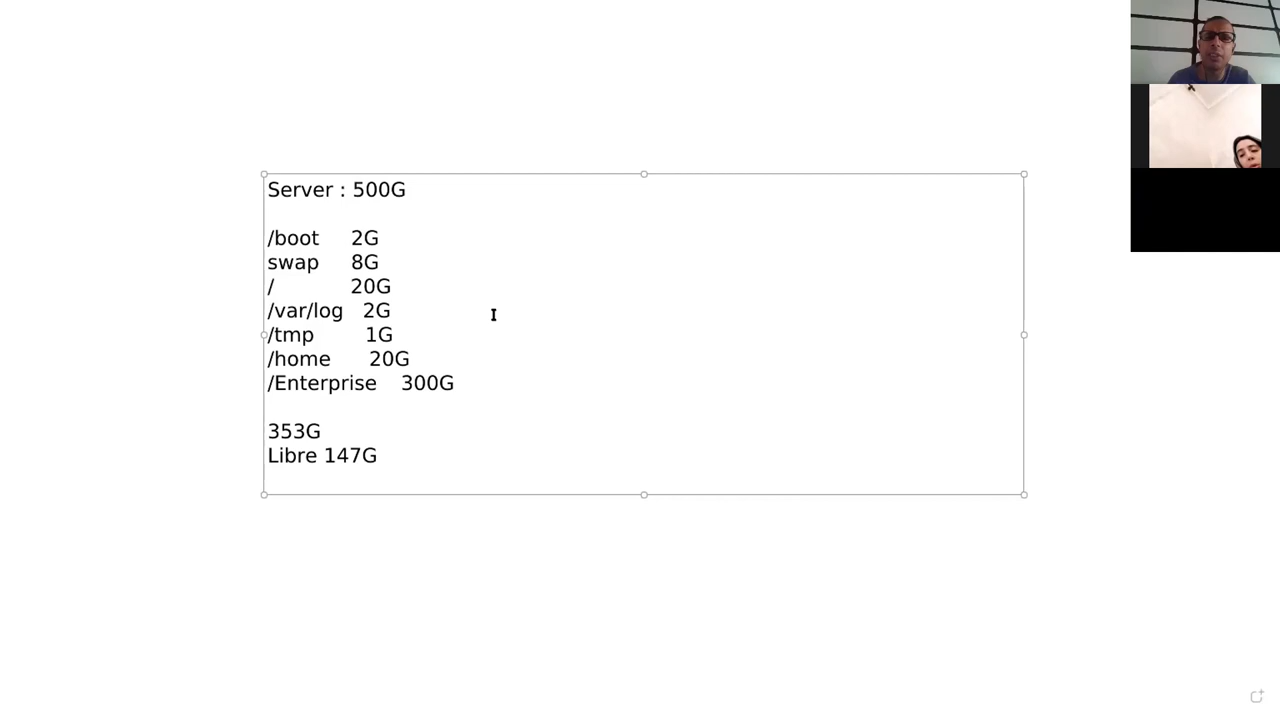 Server : 500G
/boot 2G
swap 8G
/ 20G
/var/log 2G
/tmp 1G
/home 20G
/Enterprise 300G
353G
Libre 147G